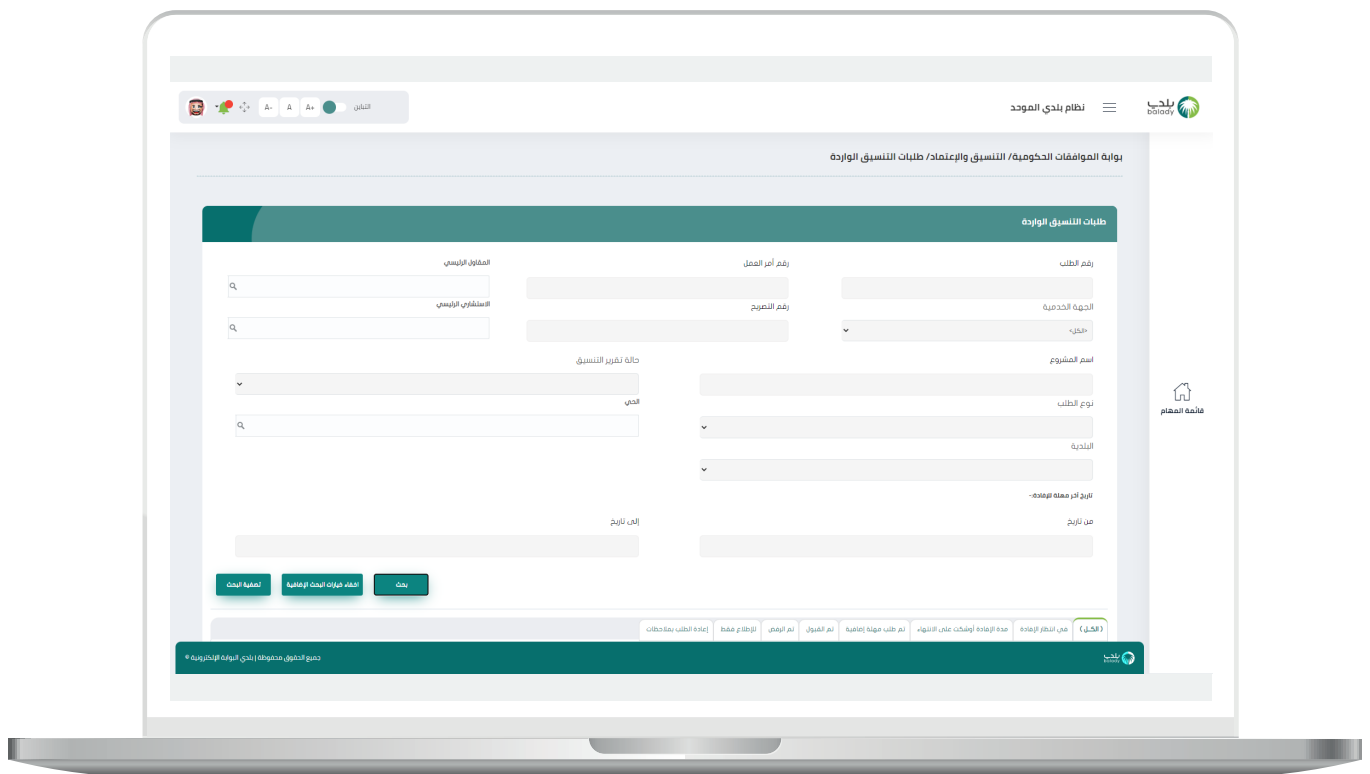 بلدي
balady
نظام بلدي الموحد
التباين
A+
A
A-
بوابة الموافقات الحكومية/ التنسيق والإعتماد/ طلبات التنسيق الواردة
طلبات التنسيق الواردة
رقم الطلب
رقم أمر العمل
المقاول الرئيسي
الجهة الخدمية
رقم التصريح
الاستشاري الرئيسي
<الكل>
اسم المشروع
حالة تقرير التنسيق
نوع الطلب
الحي
البلدية
تاريخ أخر مهلة للإفادة:-
من تاريخ
إلى تاريخ
بحث
اخفاء خيارات البحث الإضافية
تصفية البحث
( الكـل )
في انتظار الإفادة
مدة الإفادة أوشكت على الانتهاء
تم طلب مهلة إضافية
تم القبول
تم الرفض
للإطلاع فقط
إعادة الطلب بملاحظات
قائمة المهام
بلدي
balady
جميع الحقوق محفوظة | بلدي البوابة الإلكترونية ©